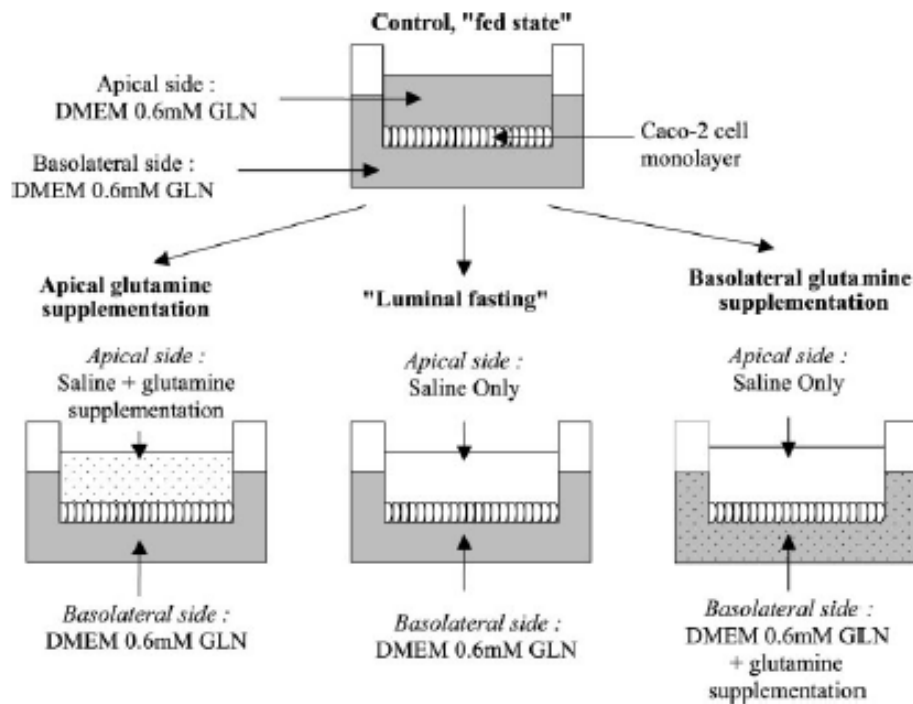 Control, "fed state"
Apical side :
DMEM 0.6mM GLN
Caco-2 cell
monolayer
Basolateral side :
DMEM 0.6mM GLN
Apical glutamine
supplementation
"Luminal fasting"
Basolateral glutamine
supplementation
Apical side :
Saline + glutamine
supplementation
Apical side :
Saline Only
Apical side :
Saline Only
Basolateral side :
DMEM 0.6mM GLN
Basolateral side :
DMEM 0.6mM GLN
Basolateral side :
DMEM 0.6mM GLN
+ glutamine
supplementation